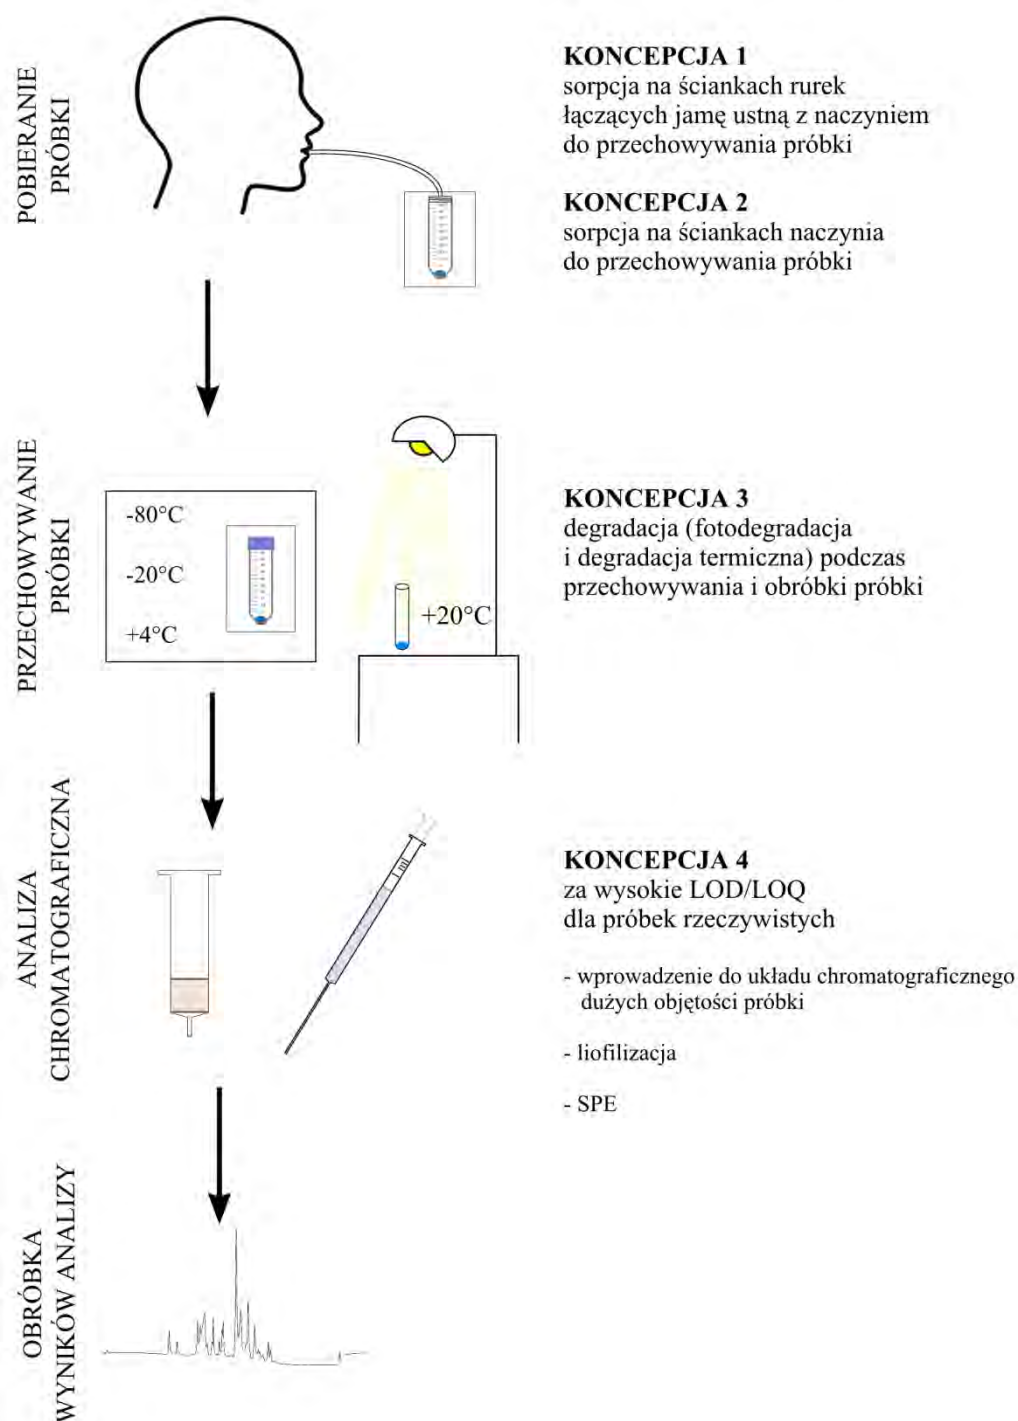 POBIERANIE
PRÓBKI
KONCEPCJA 1
sorpcja na ściankach rurek
łączących jamę ustną z naczyniem
do przechowywania próbki
KONCEPCJA 2
sorpcja na ściankach naczynia
do przechowywania próbki
PRZECHOWYWANIE
PRÓBKI
-80°C
-20°C
+4°C
+20°C
KONCEPCJA 3
degradacja (fotodegradacja
i degradacja termiczna) podczas
przechowywania i obróbki próbki
ANALIZA
CHROMATOGRAFICZNA
KONCEPCJA 4
za wysokie LOD/LOQ
dla próbek rzeczywistych
- wprowadzenie do układu chromatograficznego
dużych objętości próbki
- liofilizacja
- SPE
OBRÓBKA
WYNIKÓW ANALIZY